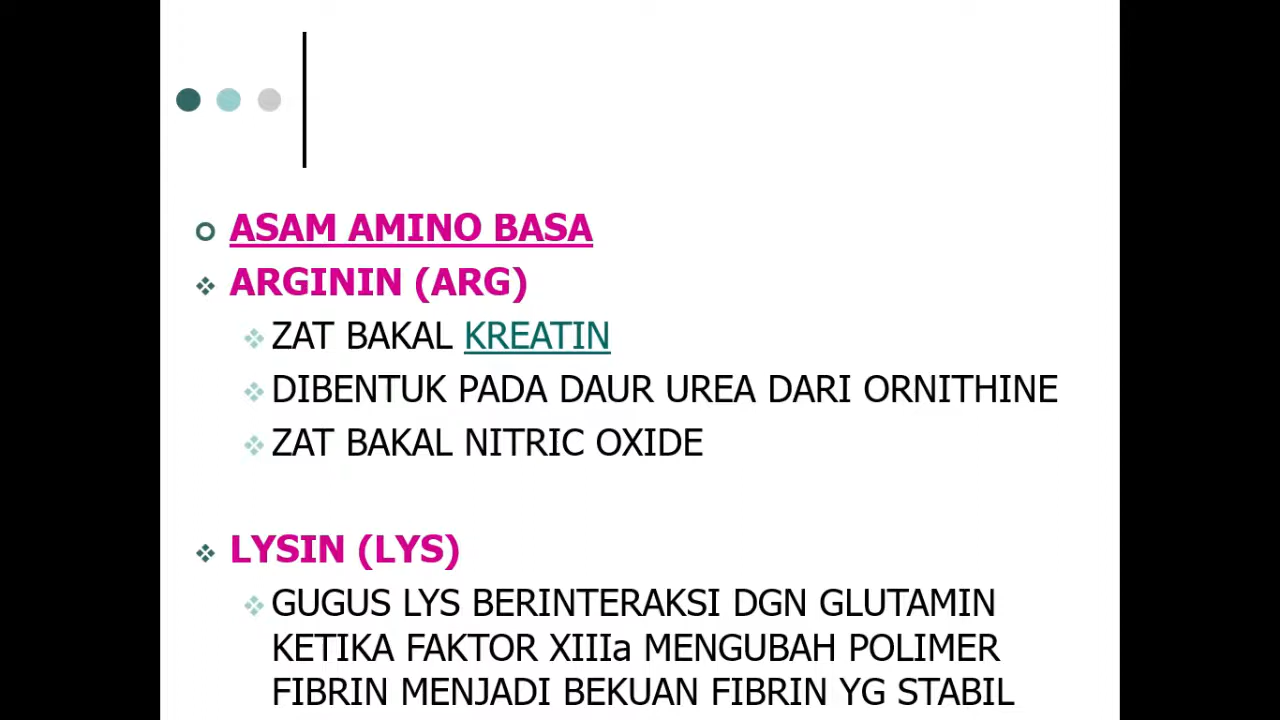 ASAM AMINO BASA
ARGININ (ARG)
ZAT BAKAL KREATIN
DIBENTUK PADA DAUR UREA DARI ORNITHINE
ZAT BAKAL NITRIC OXIDE
LYSIN (LYS)
GUGUS LYS BERINTERAKSI DGN GLUTAMIN
KETIKA FAKTOR XIIIa MENGUBAH POLIMER
FIBRIN MENJADI BEKUAN FIBRIN YG STABIL